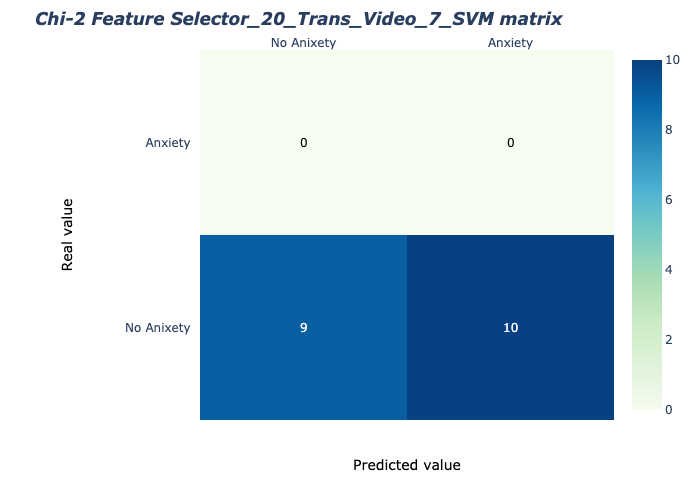 Chi-2 Feature Selector_20_Trans_Video_7_SVM matrix
No Anixety Anxiety
Anxiety 0 0
No Anixety 9 10
Real value
Predicted value
10
8
6
4
2
0